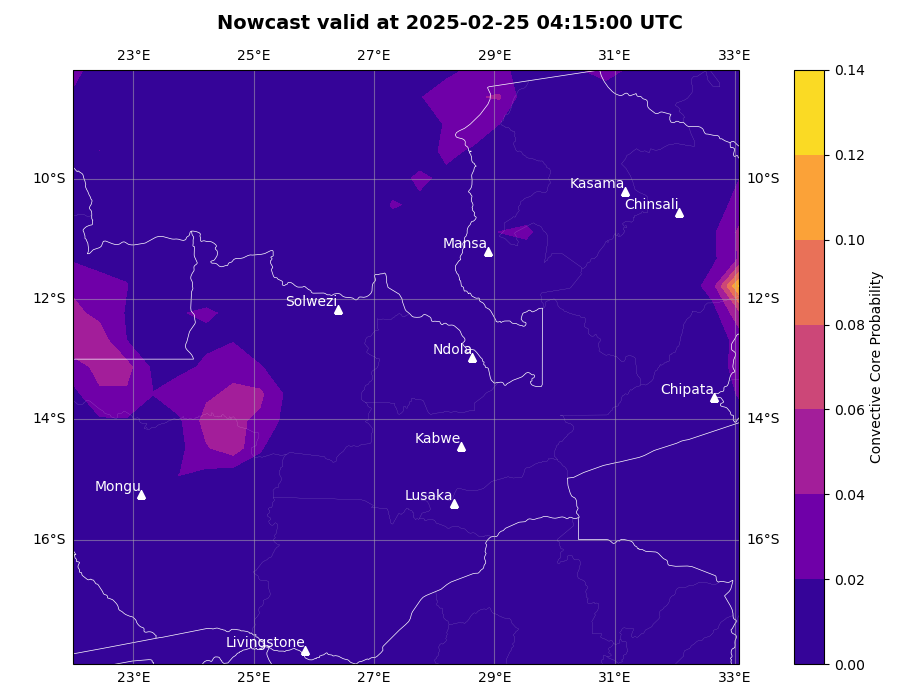 Nowcast valid at 2025-02-25 04:15:00 UTC
23°E 25°E 27°E 29°E 31°E 33°E
0.14
0.12
10°S Kasama 10°S
Chinsali
0.10
Mansa
12°S Solwezi 12°S
0.08
Ndola
Chipata
0.06
14°S 14°S
Kabwe
Mongu
0.04
Lusaka
16°S 16°S
0.02
Livingstone
0.00
23°E 25°E 27°E 29°E 31°E 33°E
Convective Core Probability